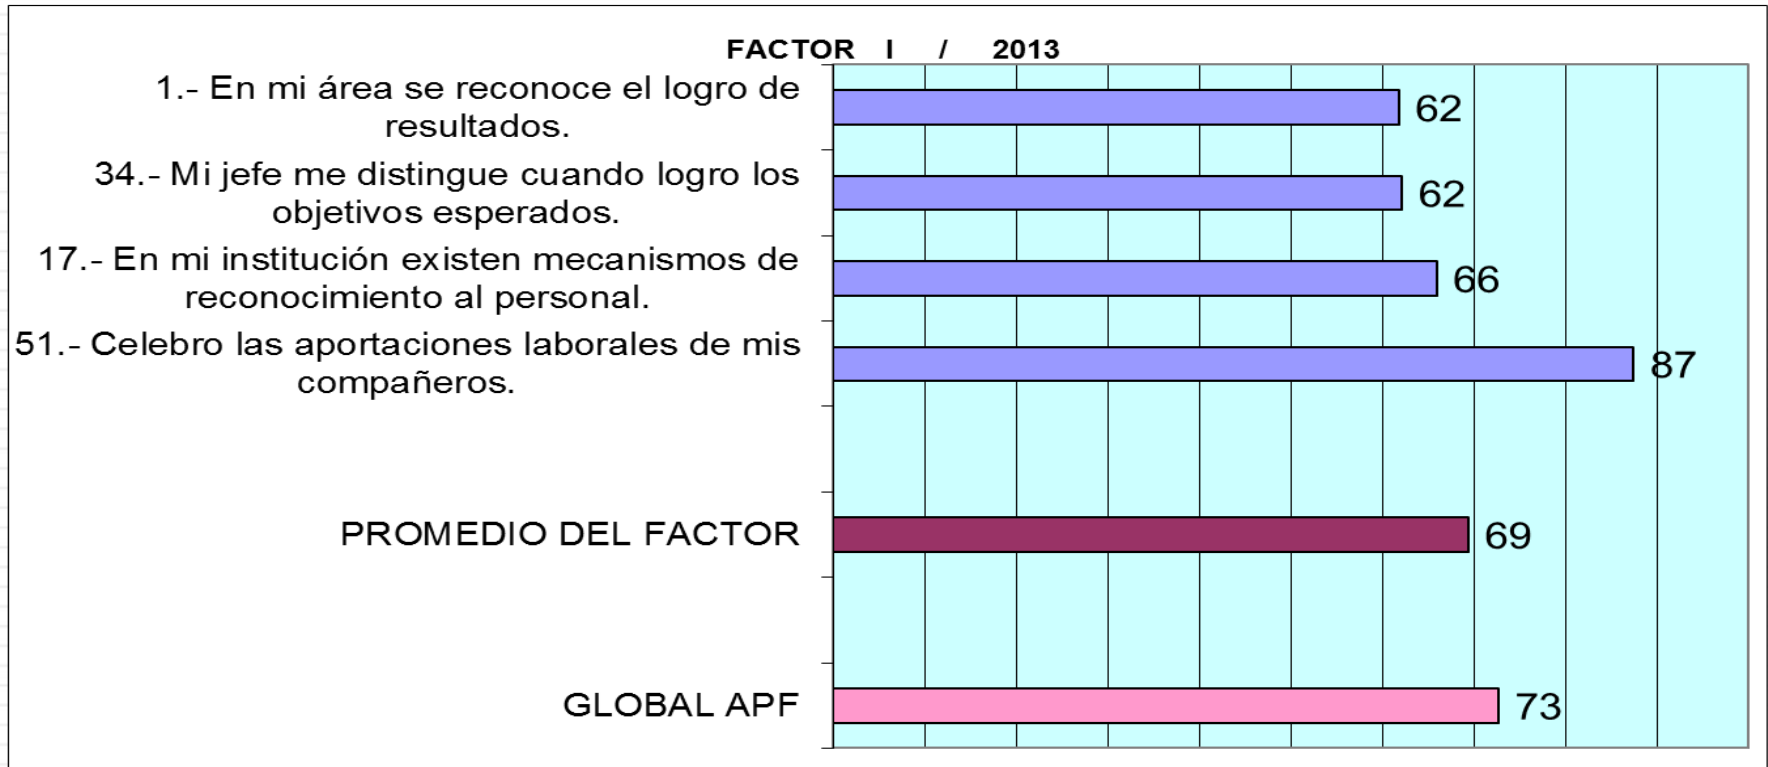 FACTOR I / 2013
1.- En mi área se reconoce el logro de
resultados.
62
34.- Mi jefe me distingue cuando logro los
objetivos esperados.
62
17.- En mi institución existen mecanismos de
reconocimiento al personal.
66
51.- Celebro las aportaciones laborales de mis
compañeros.
87
PROMEDIO DEL FACTOR
69
GLOBAL APF
73